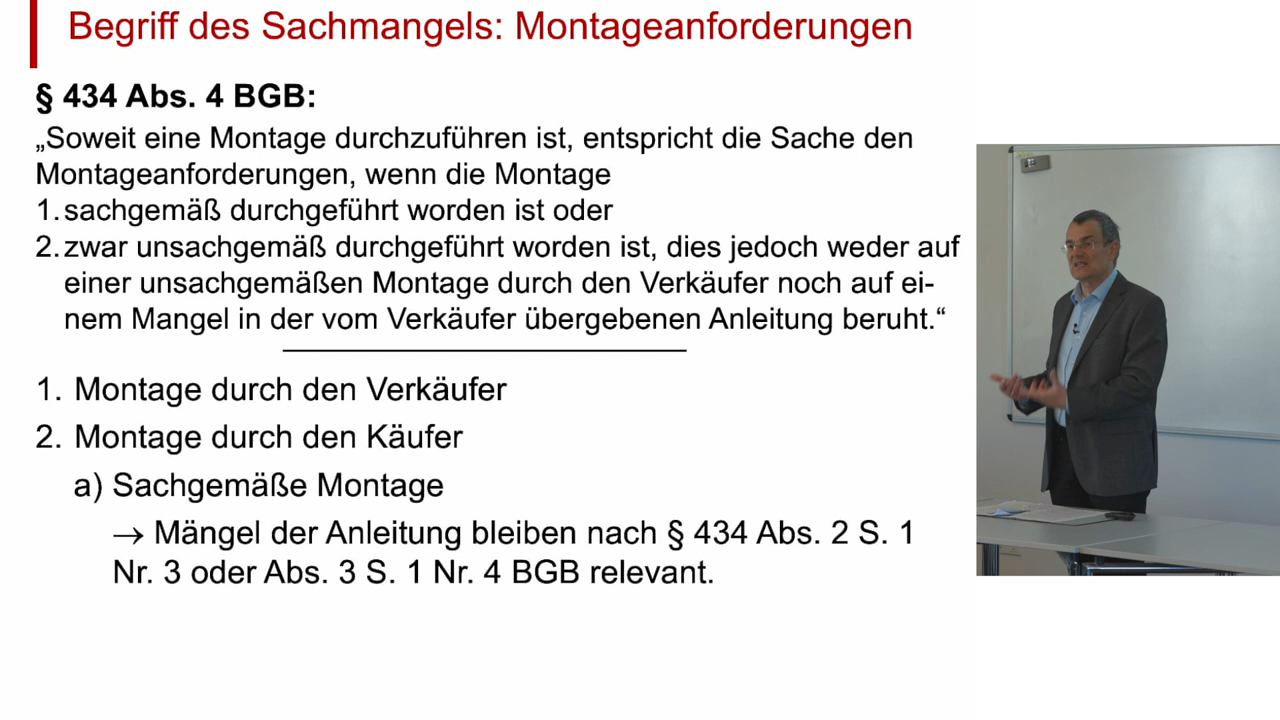 Begriff des Sachmangels: Montageanforderungen
§ 434 Abs. 4 BGB:
„Soweit eine Montage durchzuführen ist, entspricht die Sache den
Montageanforderungen, wenn die Montage
1. sachgemäß durchgeführt worden ist oder
2. zwar unsachgemäß durchgeführt worden ist, dies jedoch weder auf
einer unsachgemäßen Montage durch den Verkäufer noch auf ei-
nem Mangel in der vom Verkäufer übergebenen Anleitung beruht.“
1. Montage durch den Verkäufer
2. Montage durch den Käufer
a) Sachgemäße Montage
→ Mängel der Anleitung bleiben nach § 434 Abs. 2 S. 1
Nr. 3 oder Abs. 3 S. 1 Nr. 4 BGB relevant.